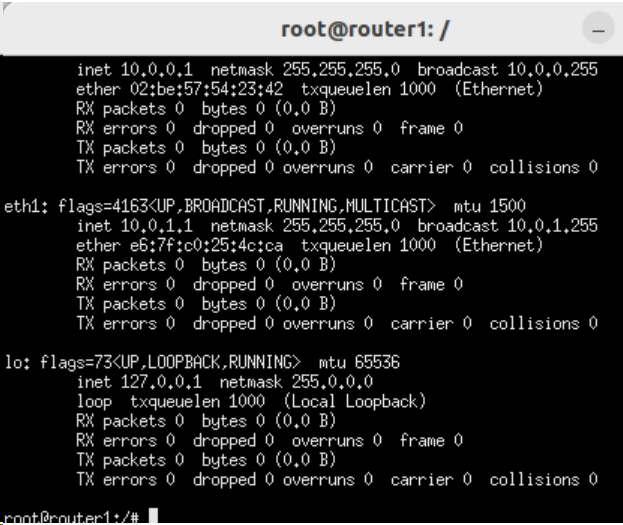 root@router1: /
inet 10.0.0.1 netmask 255.255.255.0 broadcast 10.0.0.255
ether 02:be:57:54:23:42 txqueuelen 1000 (Ethernet)
RX packets 0 bytes 0 (0.0 B)
RX errors 0 dropped 0 overruns 0 frame 0
TX packets 0 bytes 0 (0.0 B)
TX errors 0 dropped 0 overruns 0 carrier 0 collisions 0
eth1: flags=4163<UP,BROADCAST,RUNNING,MULTICAST> mtu 1500
inet 10.0.1.1 netmask 255.255.255.0 broadcast 10.0.1.255
ether e6:7f:c0:25:4c:ca txqueuelen 1000 (Ethernet)
RX packets 0 bytes 0 (0.0 B)
RX errors 0 dropped 0 overruns 0 frame 0
TX packets 0 bytes 0 (0.0 B)
TX errors 0 dropped 0 overruns 0 carrier 0 collisions 0
lo: flags=73<UP,LOOPBACK,RUNNING> mtu 65536
inet 127.0.0.1 netmask 255.0.0.0
loop txqueuelen 1000 (Local Loopback)
RX packets 0 bytes 0 (0.0 B)
RX errors 0 dropped 0 overruns 0 frame 0
TX packets 0 bytes 0 (0.0 B)
TX errors 0 dropped 0 overruns 0 carrier 0 collisions 0
root@router1:/#